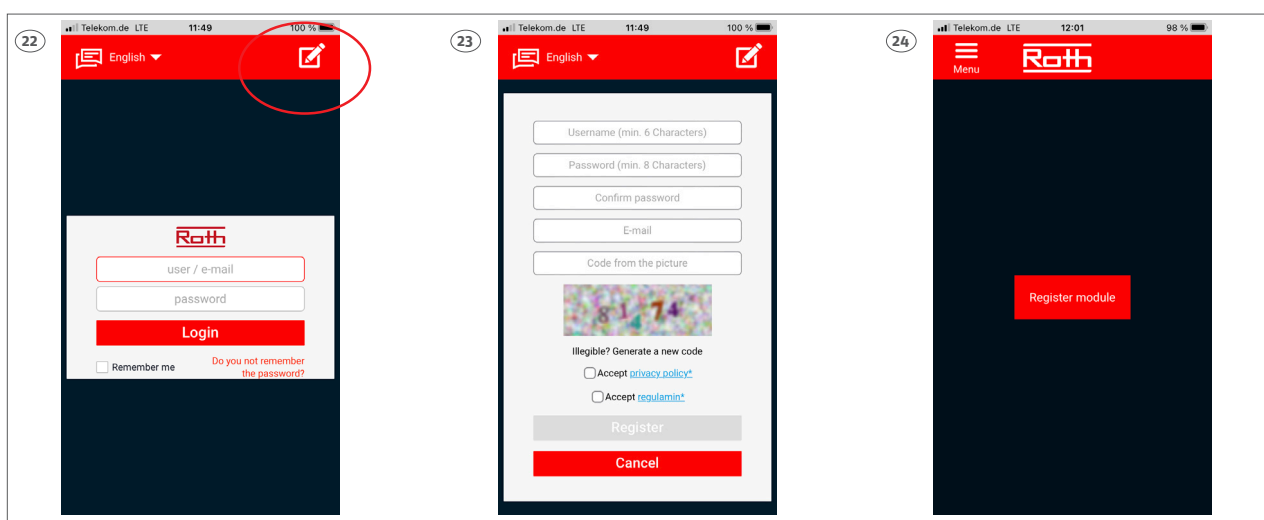 22
Telekom.de LTE 11:49 100 %
English
Roth
user / e-mail
password
Login
Remember me
Do you not remember
the password?
23
Telekom.de LTE 11:49 100 %
English
Username (min. 6 Characters)
Password (min. 8 Characters)
Confirm password
E-mail
Code from the picture
81474
Illegible? Generate a new code
Accept privacy policy*
Accept regulamin*
Register
Cancel
24
Telekom.de LTE 12:01 98 %
Menu
Roth
Register module